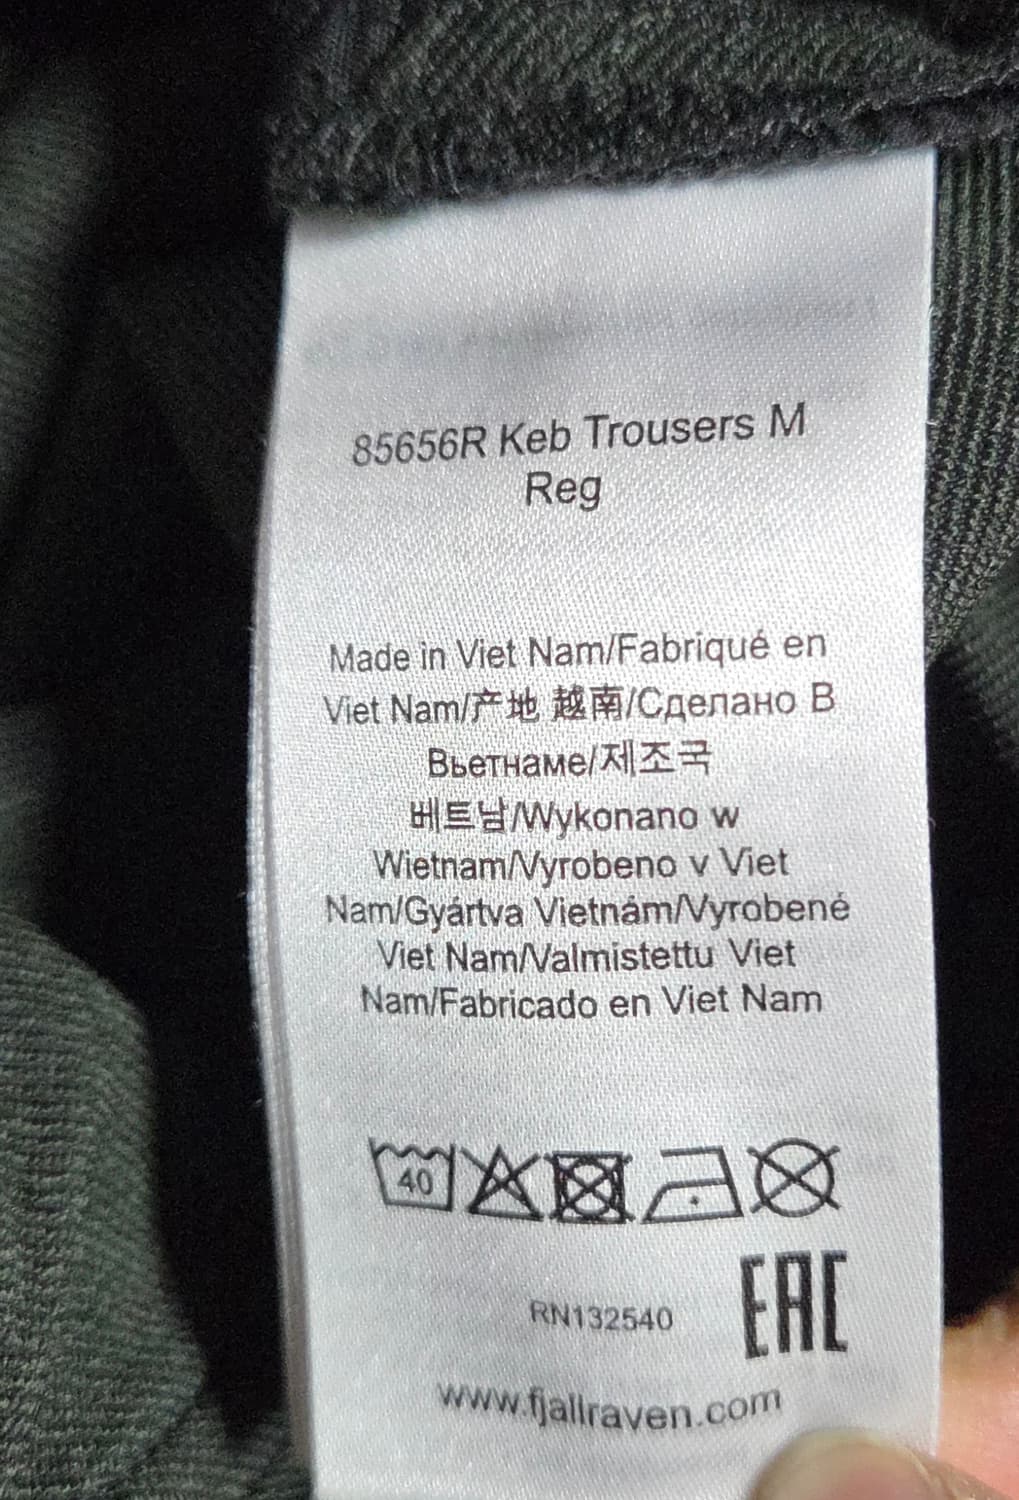 85656R Keb Trousers M
Reg
Made in Viet Nam/Fabriqué en
Viet Nam/产地 越南/Сделано В
Вьетнаме/제조국
베트남/Wykonano w
Wietnam/Vyrobeno v Viet
Nam/Gyártva Vietnám/Vyrobené
Viet Nam/Valmistettu Viet
Nam/Fabricado en Viet Nam
40
EAC
RN132540
www.fjallraven.com